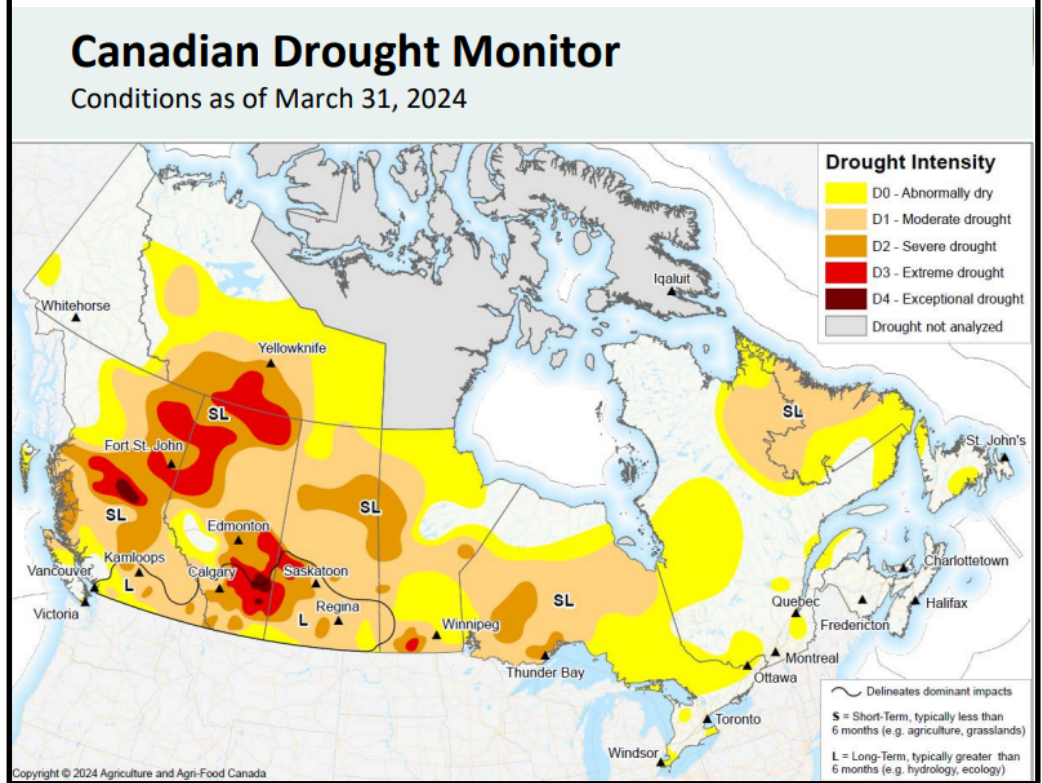 Canadian Drought Monitor
Conditions as of March 31, 2024
Drought Intensity
D0 - Abnormally dry
D1 - Moderate drought
D2 - Severe drought
D3 - Extreme drought
D4 - Exceptional drought
Drought not analyzed
Iqaluit
Whitehorse
Yellowknife
SL
SL
St. John's
Fort St. John
SL
SL
Edmonton
Kamloops
Vancouver
L
Calgary
Saskatoon
Charlottetown
SL
Victoria
Regina
L
Winnipeg
Quebec
Halifax
Fredericton
Thunder Bay
Montreal
Ottawa
Toronto
Windsor
Delineates dominant impacts
S = Short-Term, typically less than
6 months (e.g. agriculture, grasslands)
L = Long-Term, typically greater than
6 months (e.g. hydrology, ecology)
Copyright © 2024 Agriculture and Agri-Food Canada